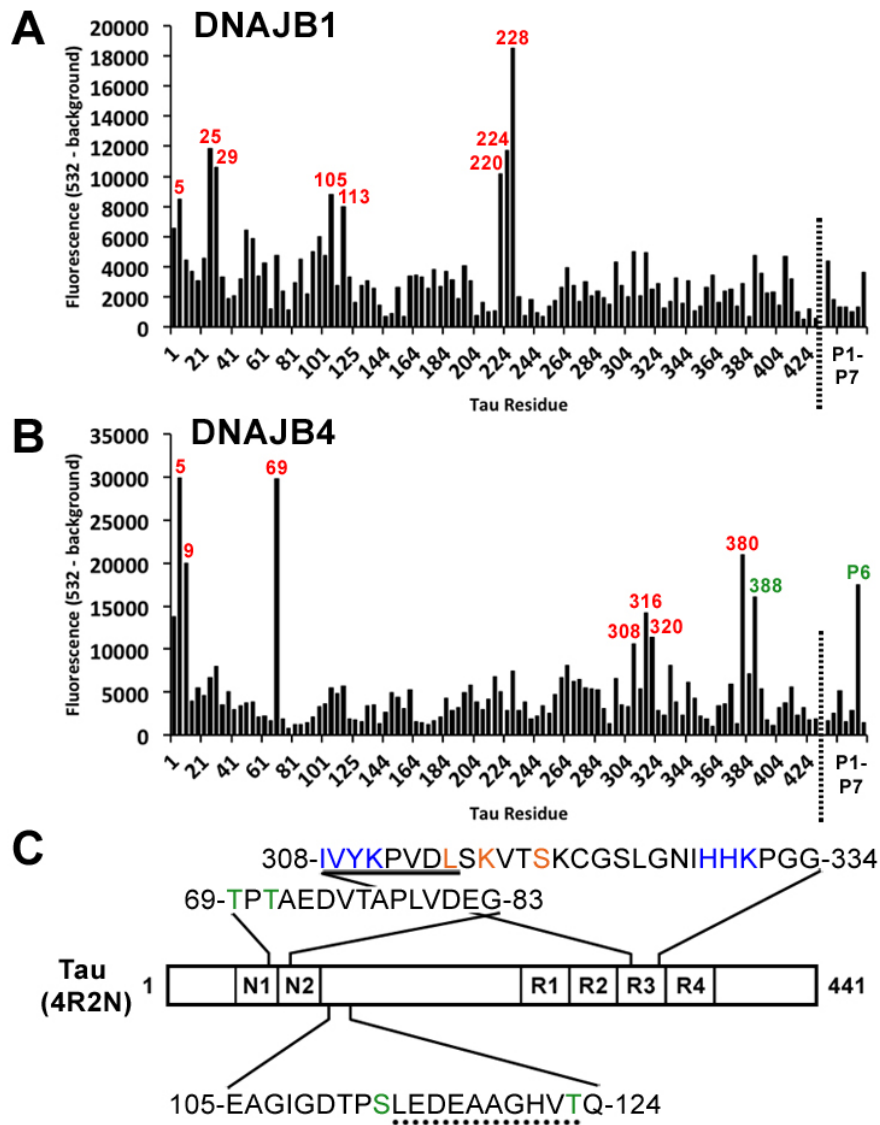 A DNAJB1
Fluorescence (532 - background)
20000
18000
16000
14000
12000
10000
8000
6000
4000
2000
0
5
25
29
105
113
220
224
228
1 21 41 61 81 101 125 144 164 184 204 224 244 264 284 304 324 344 364 384 404 424 P1-
P7
Tau Residue
B DNAJB4
Fluorescence (532 - background)
35000
30000
25000
20000
15000
10000
5000
0
5
9
69
308
316
320
380
388
P6
1 21 41 61 81 101 125 144 164 184 204 224 244 264 284 304 324 344 364 384 404 424 P1-
P7
Tau Residue
C
308-IVYKPVDLSKVTSKCGSLGNIHHKPGG-334
69-TPTAEDVTAPLVDEG-83
Tau
(4R2N)
1 N1 N2 R1 R2 R3 R4 441
105-EAGIGDTPSLEDEAAGHVTQ-124